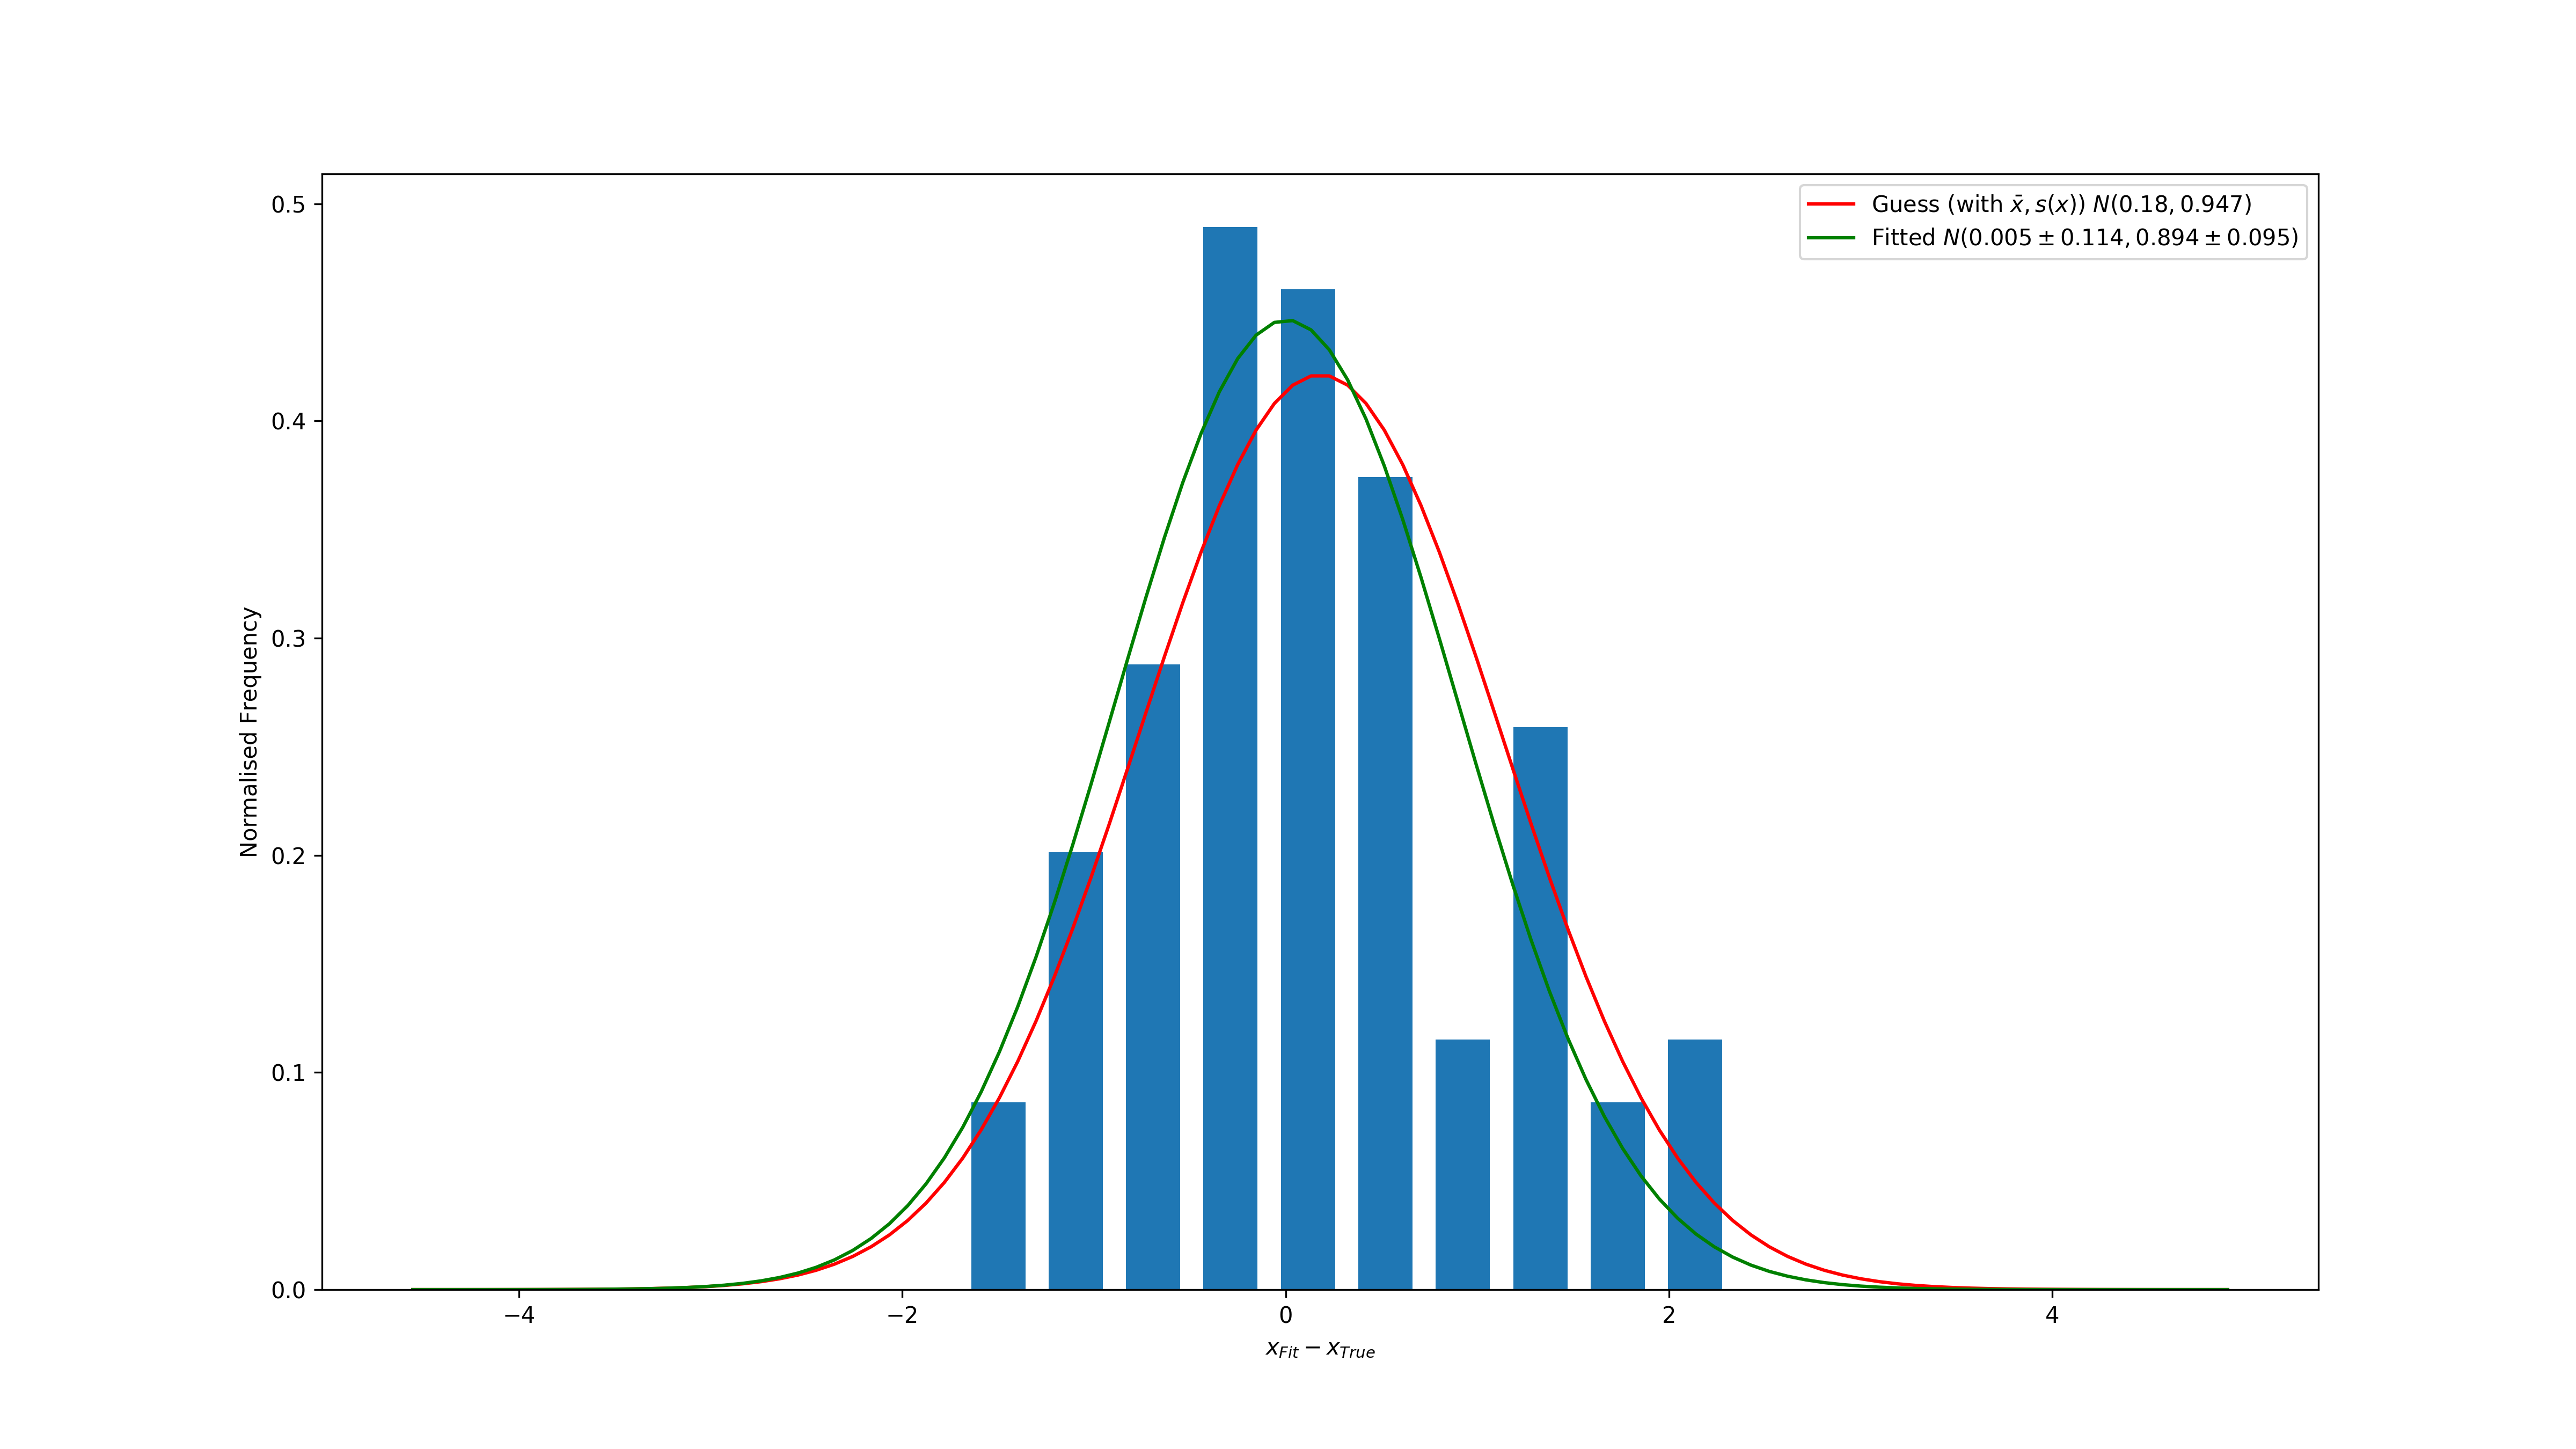 0.5
0.4
0.3
0.2
0.1
0.0
Normalised Frequency
Guess (with x̄, s(x)) N(0.18, 0.947)
Fitted N(0.005 ± 0.114, 0.894 ± 0.095)
−4 −2 0 2 4
x_Fit − x_True